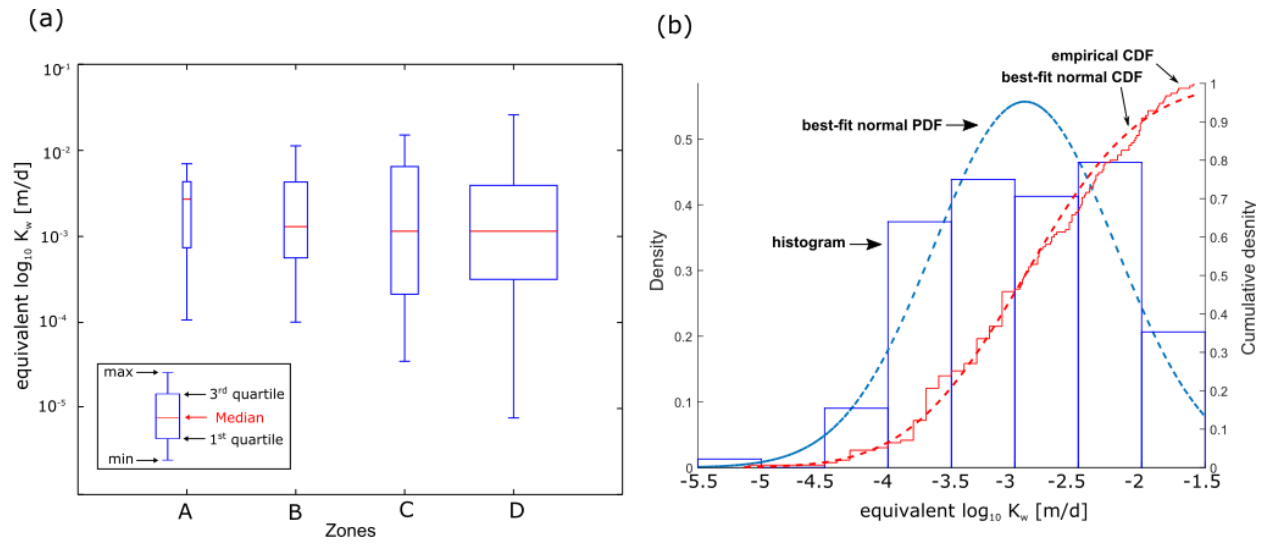 (a)
equivalent log₁₀ K_w [m/d]
10⁻¹
10⁻²
10⁻³
10⁻⁴
10⁻⁵
max
3rd quartile
Median
1st quartile
min
A B C D
Zones
(b)
empirical CDF
best-fit normal CDF
best-fit normal PDF
histogram
Density
0.5
0.4
0.3
0.2
0.1
0
Cumulative desnity
1
0.9
0.8
0.7
0.6
0.5
0.4
0.3
0.2
0.1
0
-5.5 -5 -4.5 -4 -3.5 -3 -2.5 -2 -1.5
equivalent log₁₀ K_w [m/d]